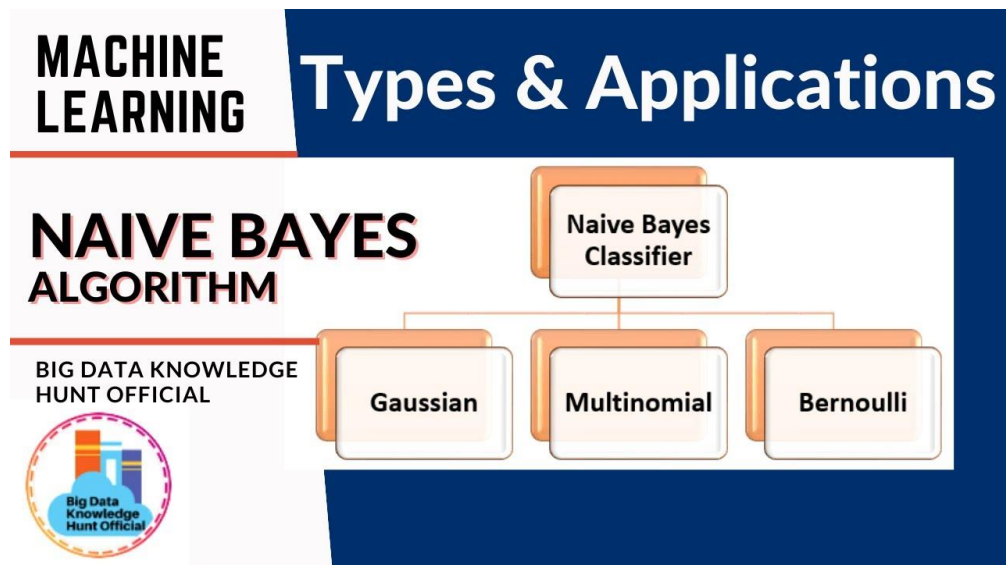 MACHINE
LEARNING
Types & Applications
NAIVE BAYES
ALGORITHM
BIG DATA KNOWLEDGE
HUNT OFFICIAL
Big Data
Knowledge
Hunt Official
Naive Bayes
Classifier
Gaussian
Multinomial
Bernoulli